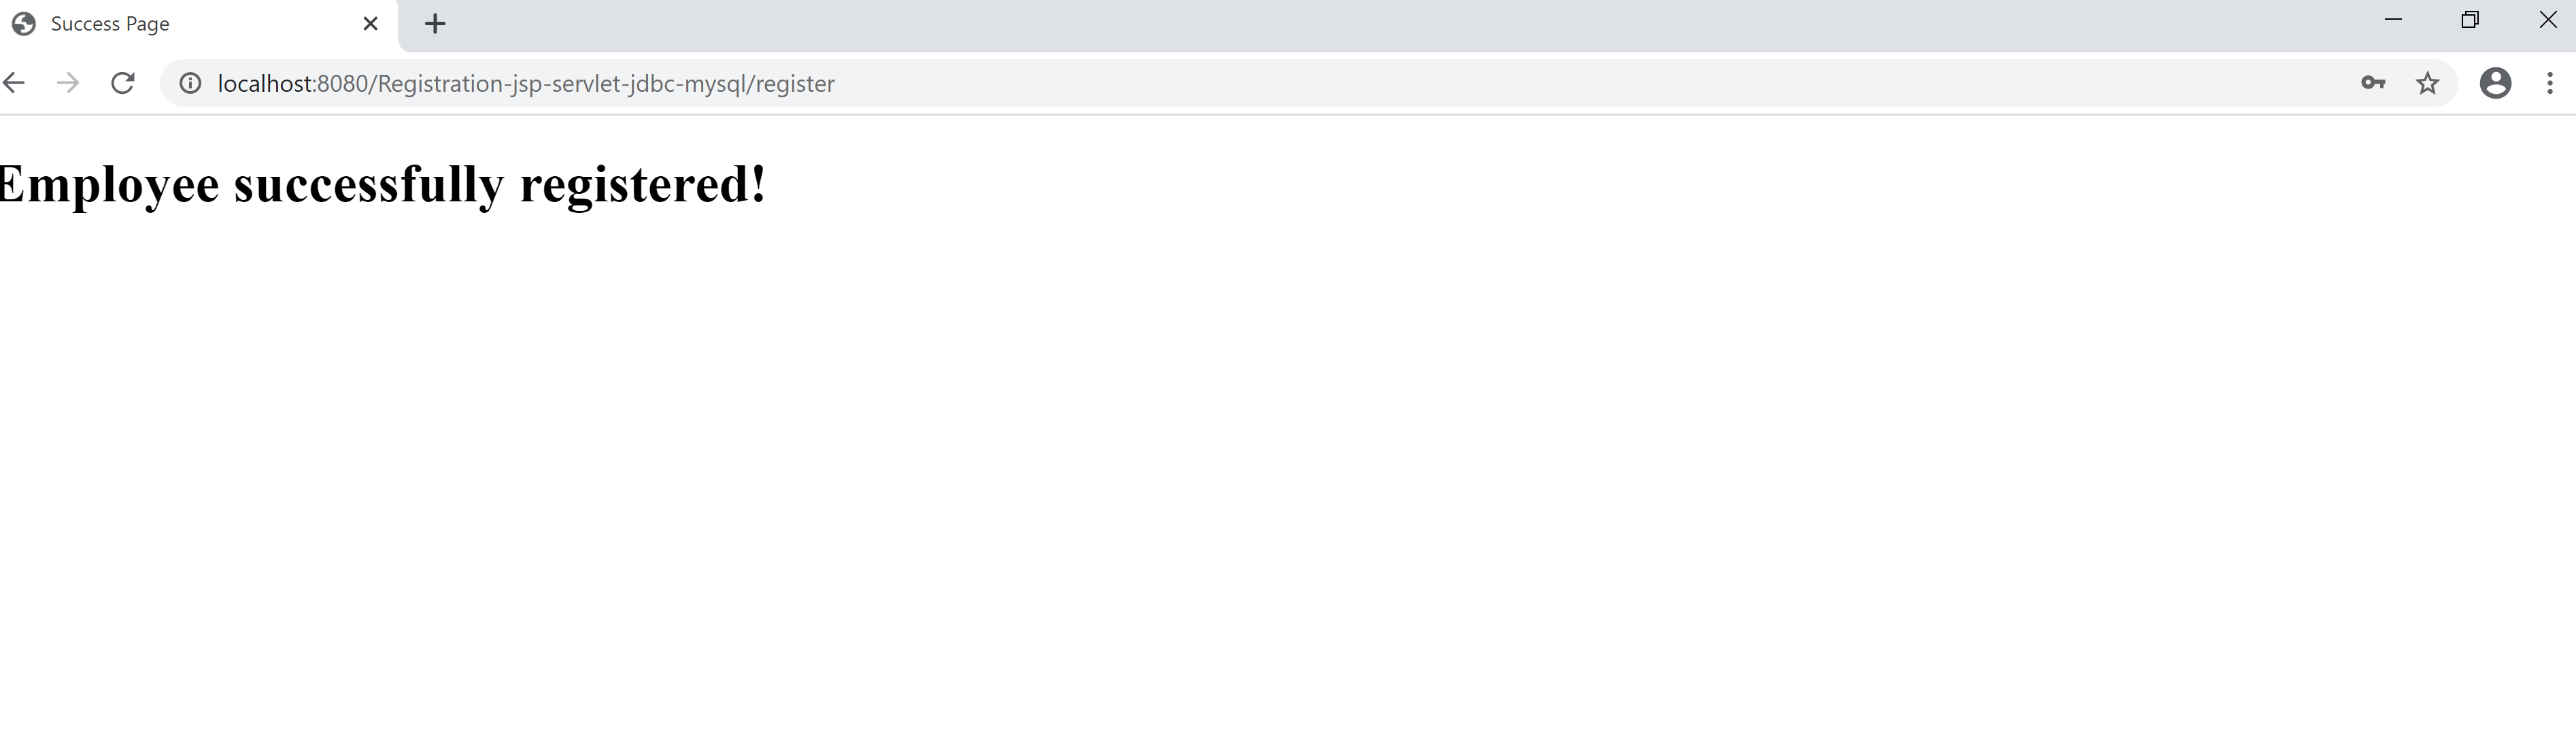 Success Page
localhost:8080/Registration-jsp-servlet-jdbc-mysql/register
Employee successfully registered!